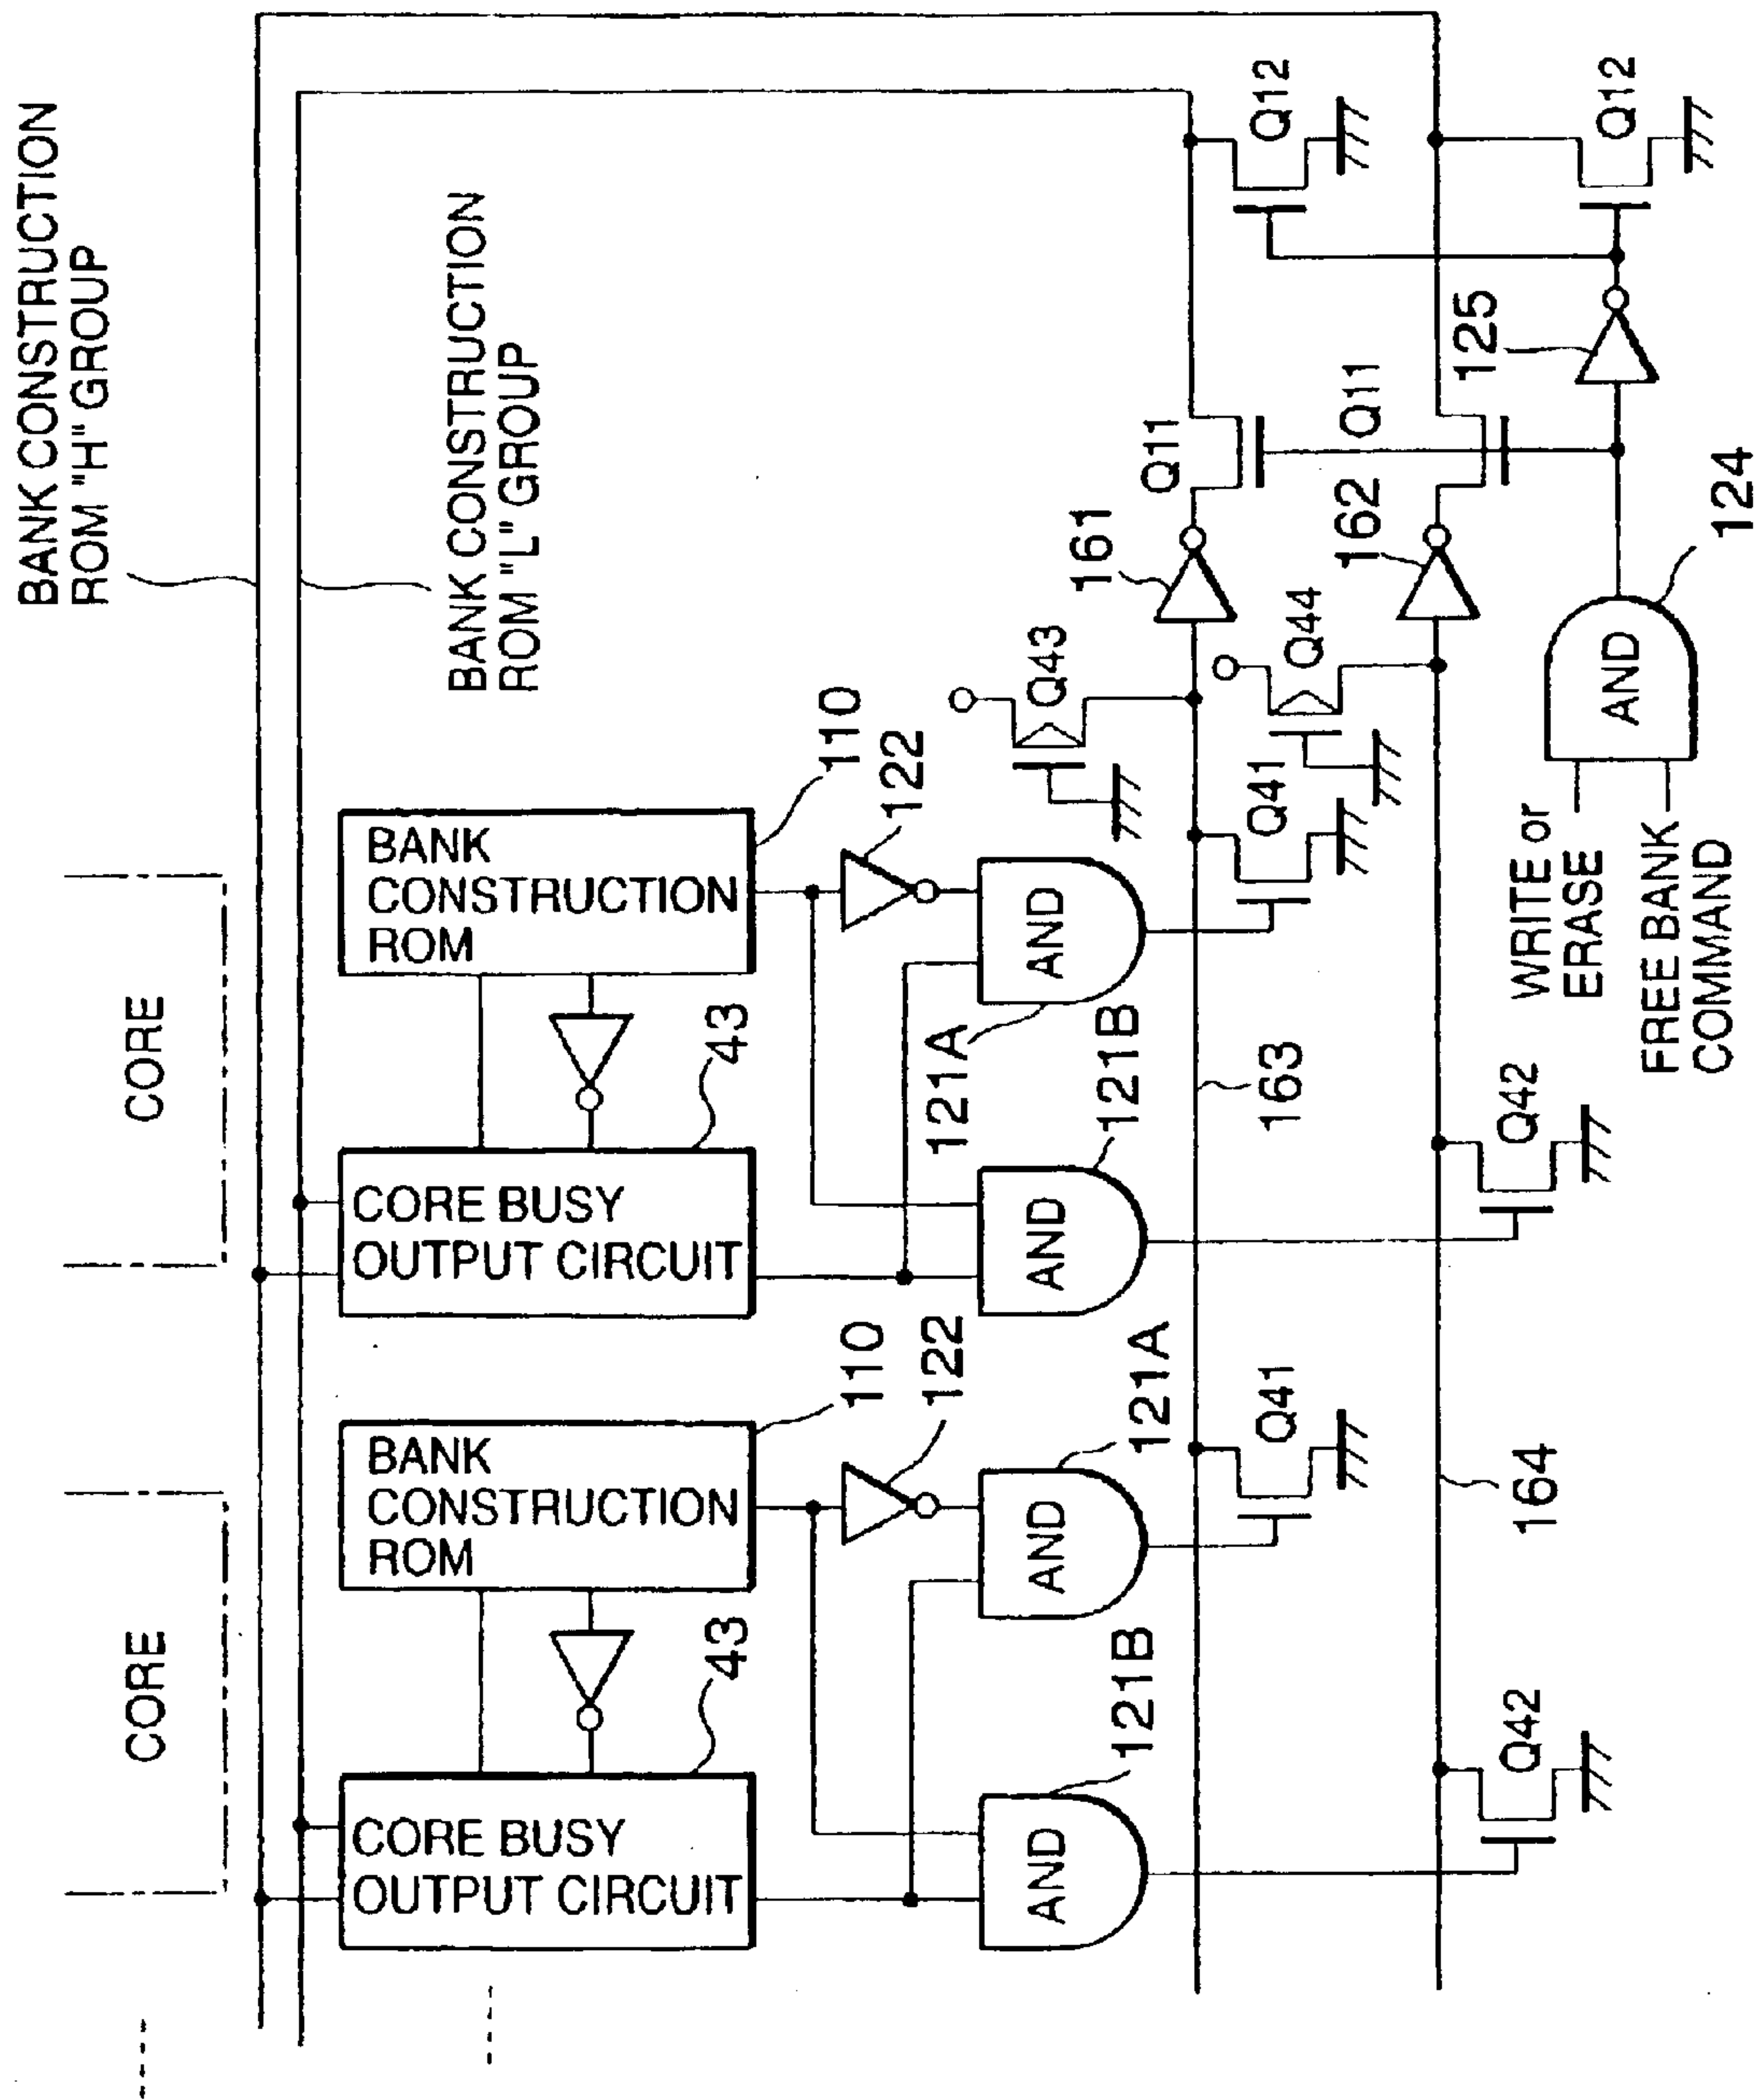 BANK CONSTRUCTION
ROM "H" GROUP
BANK CONSTRUCTION
ROM "L" GROUP
CORE
CORE
BANK
CONSTRUCTION
ROM
110
122
CORE BUSY
OUTPUT CIRCUIT
43
AND
121A
AND
121B
BANK
CONSTRUCTION
ROM
110
122
CORE BUSY
OUTPUT CIRCUIT
43
AND
121A
AND
121B
163
164
Q41
Q42
Q41
Q42
Q43
Q44
161
162
Q11
Q11
Q12
Q12
125
AND
124
WRITE or
ERASE
FREE BANK
COMMAND